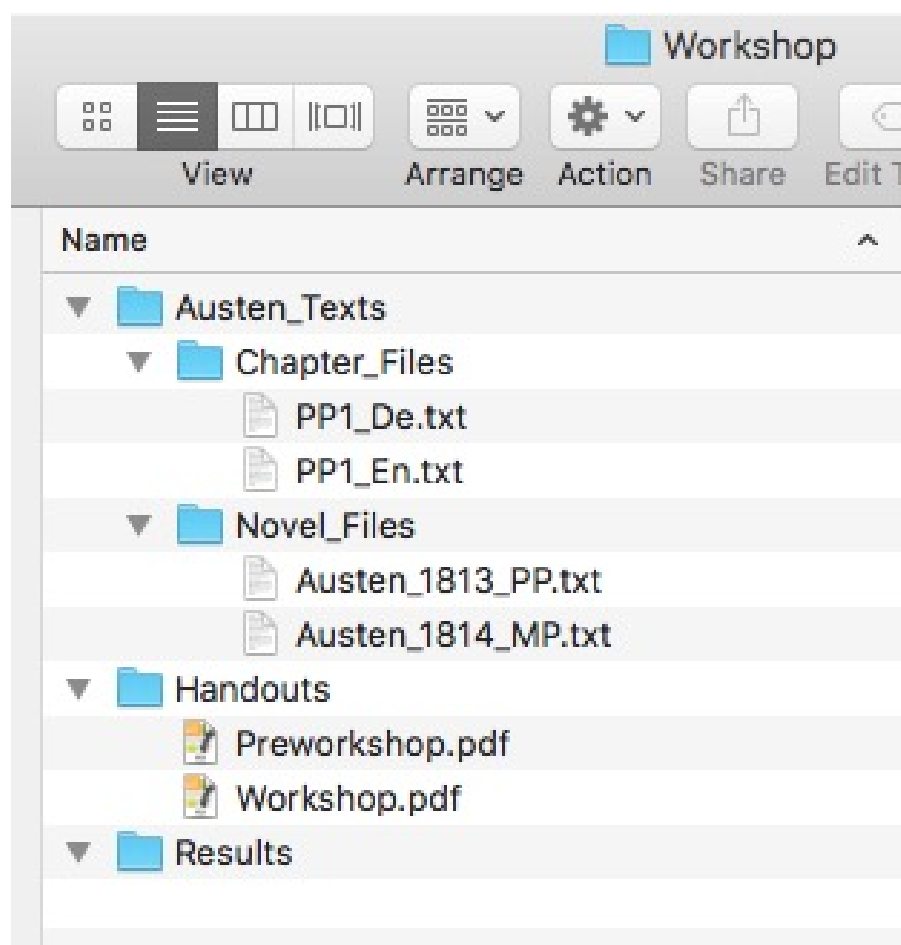 Workshop
View Arrange Action Share Edit
Name
Austen_Texts
Chapter_Files
PP1_De.txt
PP1_En.txt
Novel_Files
Austen_1813_PP.txt
Austen_1814_MP.txt
Handouts
Preworkshop.pdf
Workshop.pdf
Results